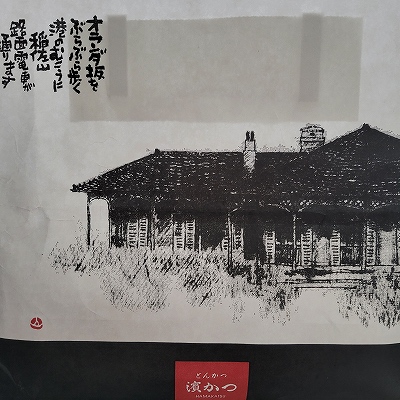 オランダ坂を
ぶらぶら歩く
港のむこうに
稲佐山
路面電車が
通ります
とんかつ
濵かつ
HAMAKATSU